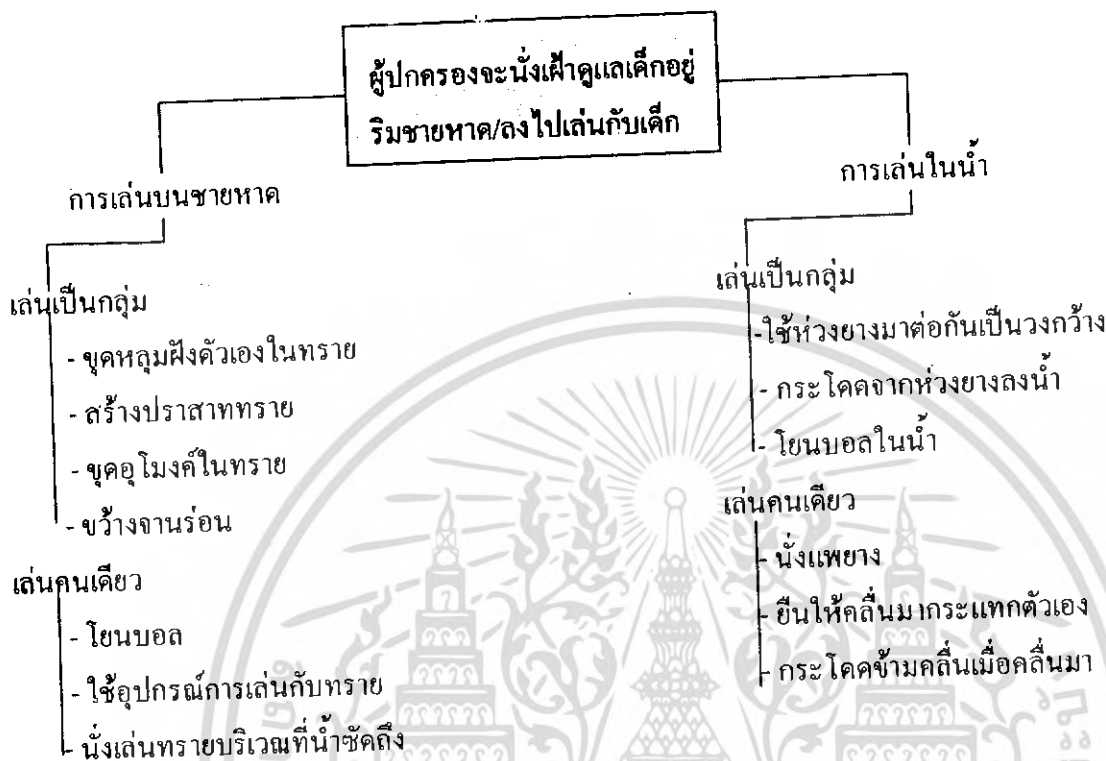 ผู้ปกครองจะนั่งเฝ้าดูแลเด็กอยู่
ริมชายหาด/ลงไปเล่นกับเด็ก
การเล่นบนชายหาด
เล่นเป็นกลุ่ม
- ขุดหลุมฝังตัวเองในทราย
- สร้างปราสาททราย
- ขุดอุโมงค์ในทราย
- ขว้างจานร่อน
เล่นคนเดียว
- โยนบอล
- ใช้อุปกรณ์การเล่นกับทราย
- นั่งเล่นทรายบริเวณที่น้ำซัดถึง
การเล่นในน้ำ
เล่นเป็นกลุ่ม
-ใช้ห่วงยางมาต่อกันเป็นวงกว้าง
- กระโดดจากห่วงยางลงน้ำ
- โยนบอลในน้ำ
เล่นคนเดียว
- นั่งแพยาง
- ยืนให้คลื่นมากระแทกตัวเอง
- กระโดดข้ามคลื่นเมื่อคลื่นมา